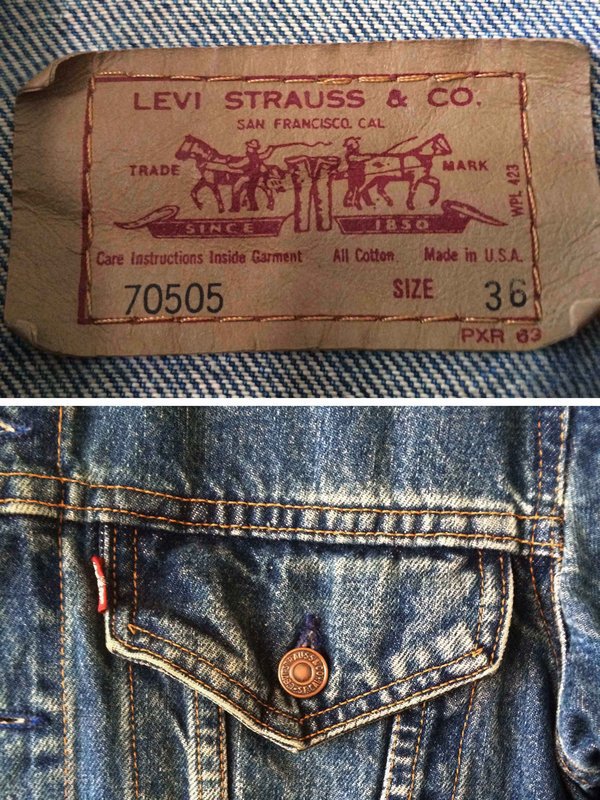 LEVI STRAUSS & CO.
SAN FRANCISCO. CAL
TRADE MARK
WPL 423
SINCE 1850
Care Instructions Inside Garment All Cotton Made in U.S.A.
70505 SIZE 36
PXR 63